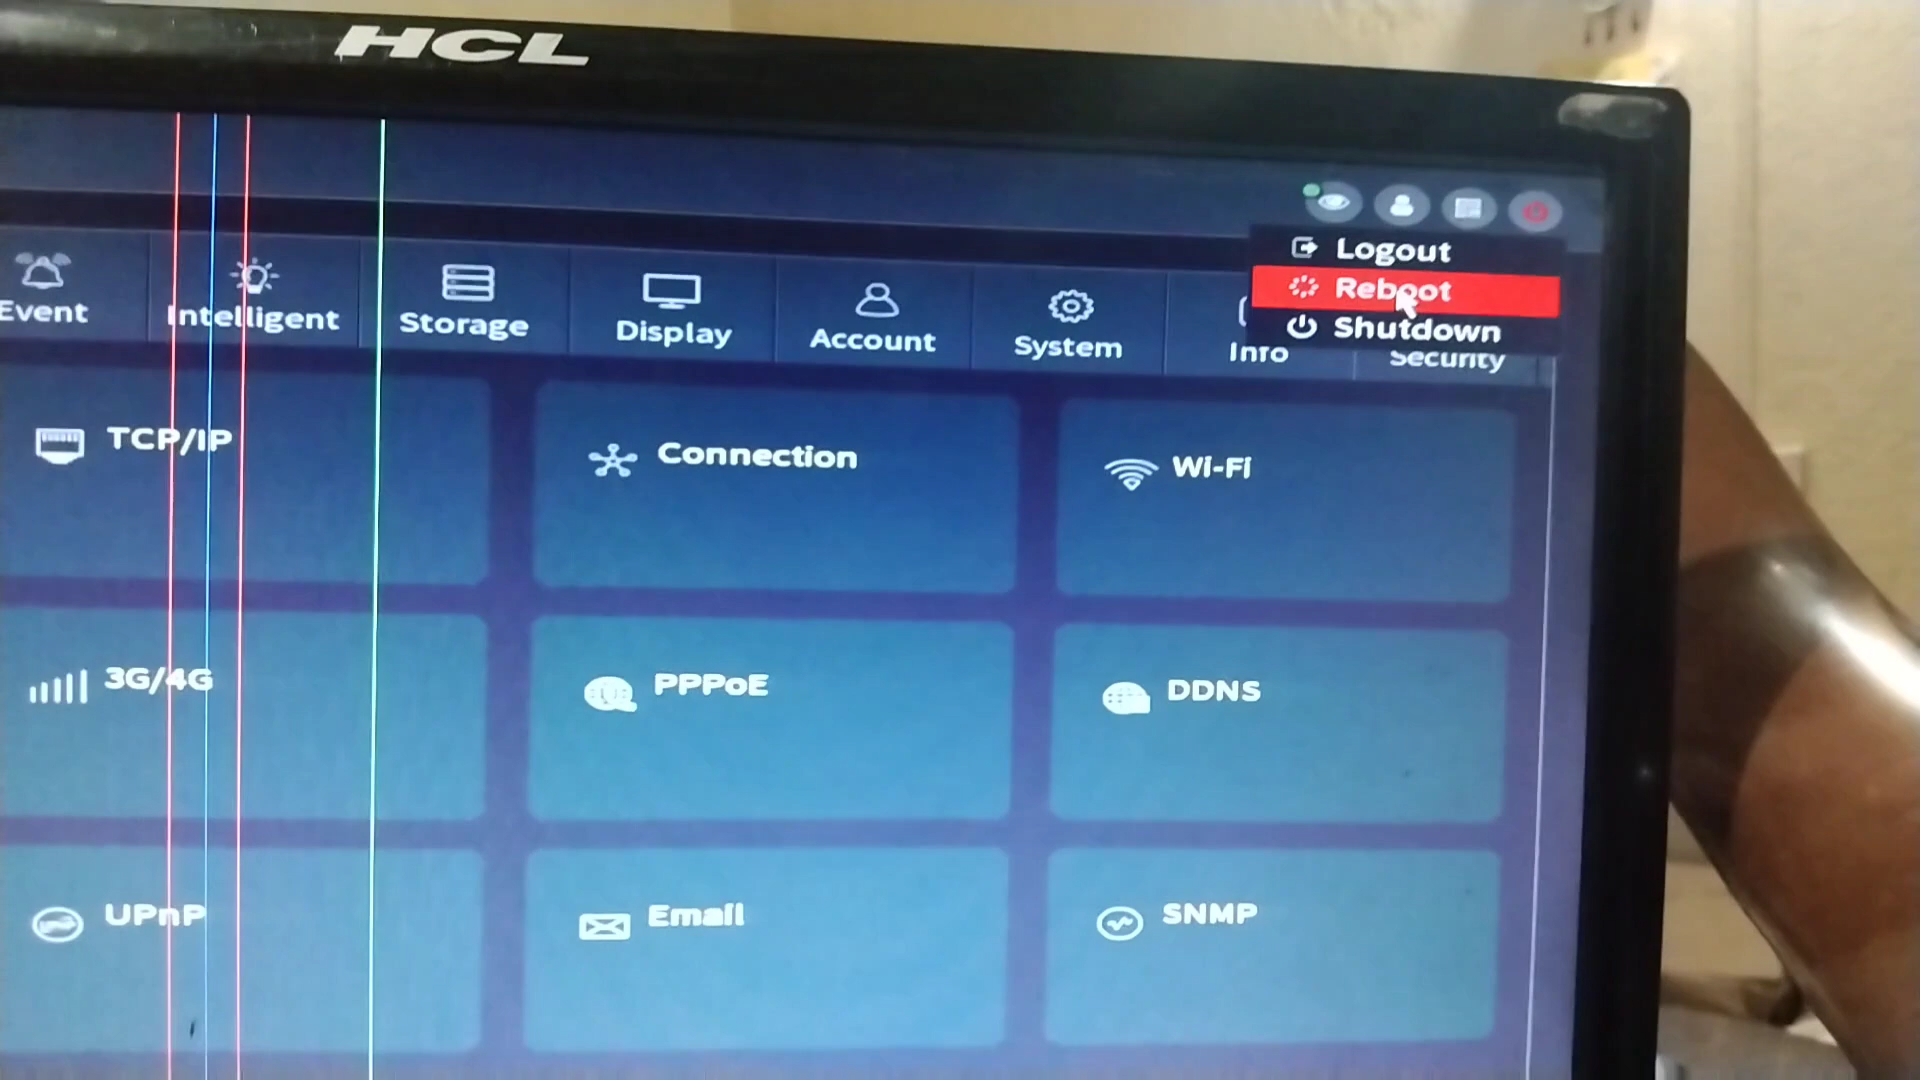 HCL
Logout
Reboot
Shutdown
Event
Intelligent
Storage
Display
Account
System
Info
Security
TCP/IP
Connection
Wi-Fi
3G/4G
PPPoE
DDNS
UPnP
Email
SNMP